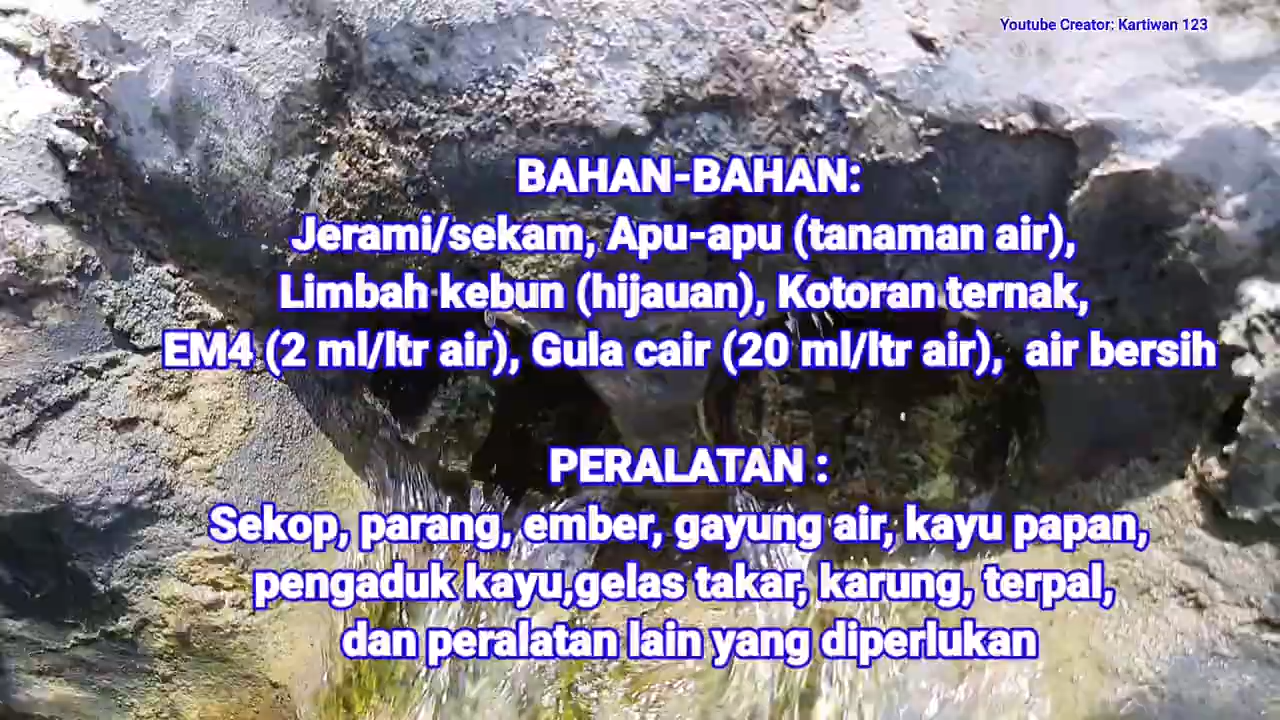 Youtube Creator: Kartiwan 123
BAHAN-BAHAN:
Jerami/sekam, Apu-apu (tanaman air),
Limbah kebun (hijauan), Kotoran ternak,
EM4 (2 ml/ltr air), Gula cair (20 ml/ltr air),  air bersih
PERALATAN :
Sekop, parang, ember, gayung air, kayu papan,
pengaduk kayu,gelas takar, karung, terpal,
dan peralatan lain yang diperlukan